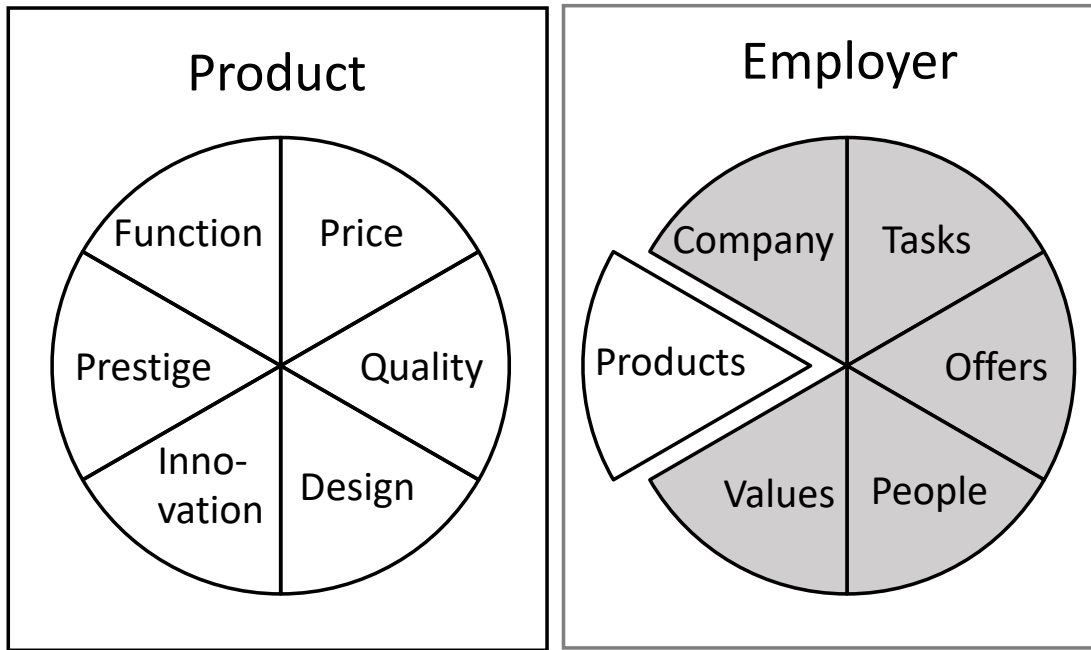 Product
Function
Price
Prestige
Quality
Inno-
vation
Design
Employer
Company
Tasks
Products
Offers
Values
People